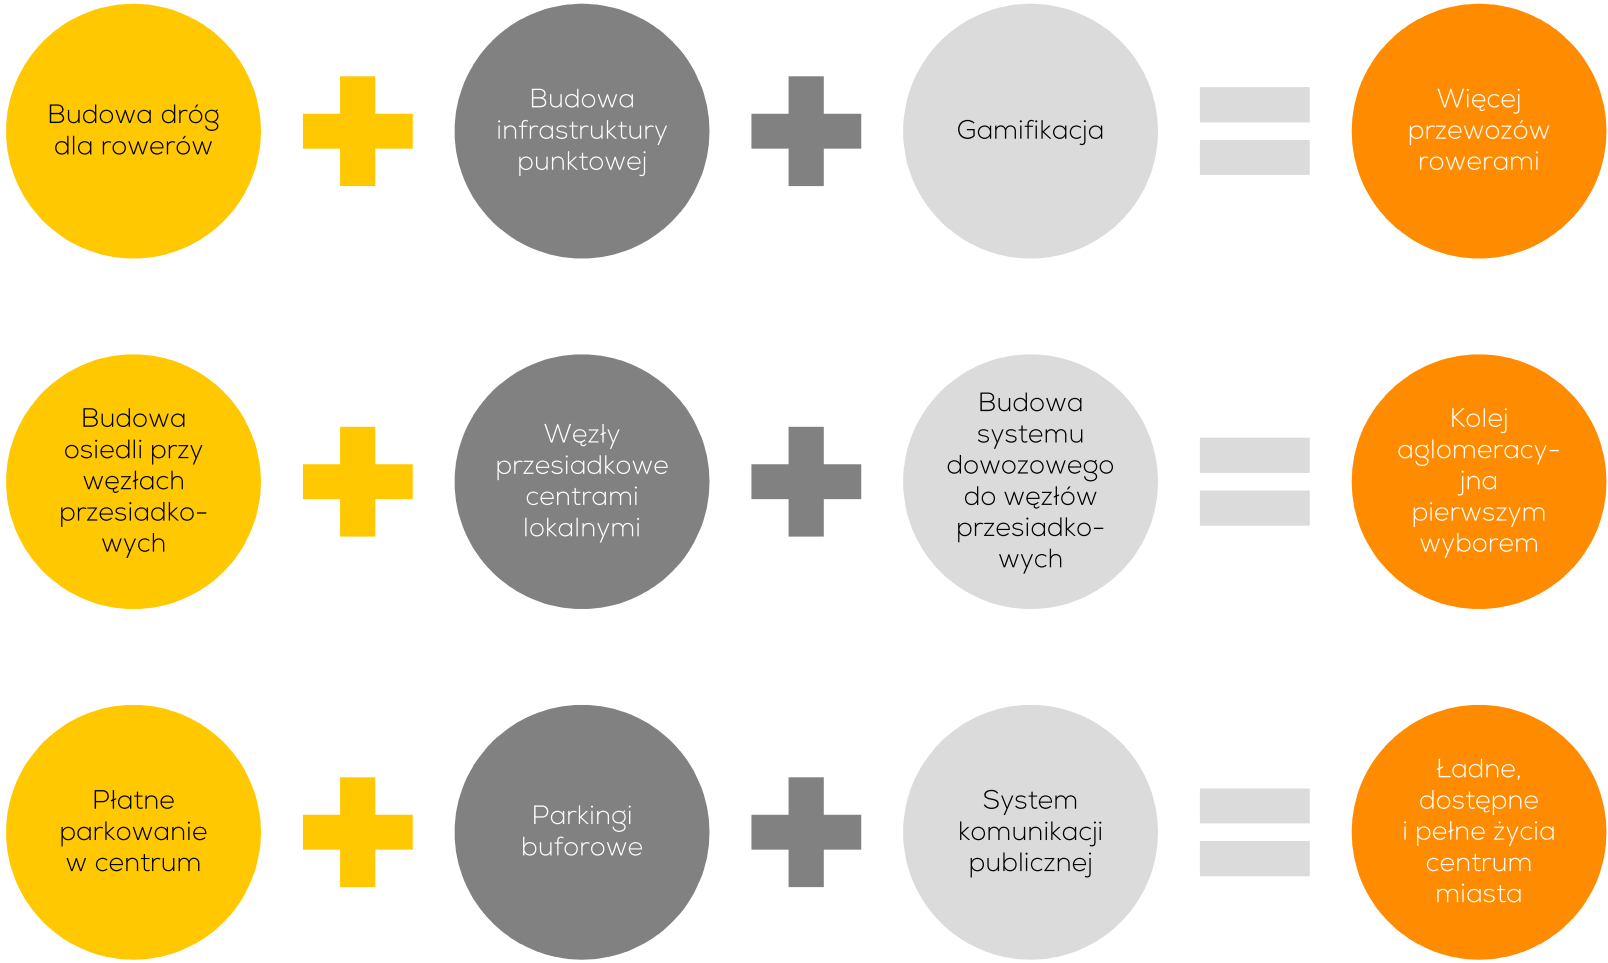 Budowa dróg
dla rowerów
Budowa
infrastruktury
punktowej
Gamifikacja
Więcej
przewozów
rowerami
Budowa
osiedli przy
węzłach
przesiadko-
wych
Węzły
przesiadkowe
centrami
lokalnymi
Budowa
systemu
dowozowego
do węzłów
przesiadko-
wych
Kolej
aglomeracy-
jna
pierwszym
wyborem
Płatne
parkowanie
w centrum
Parkingi
buforowe
System
komunikacji
publicznej
Ładne,
dostępne
i pełne życia
centrum
miasta